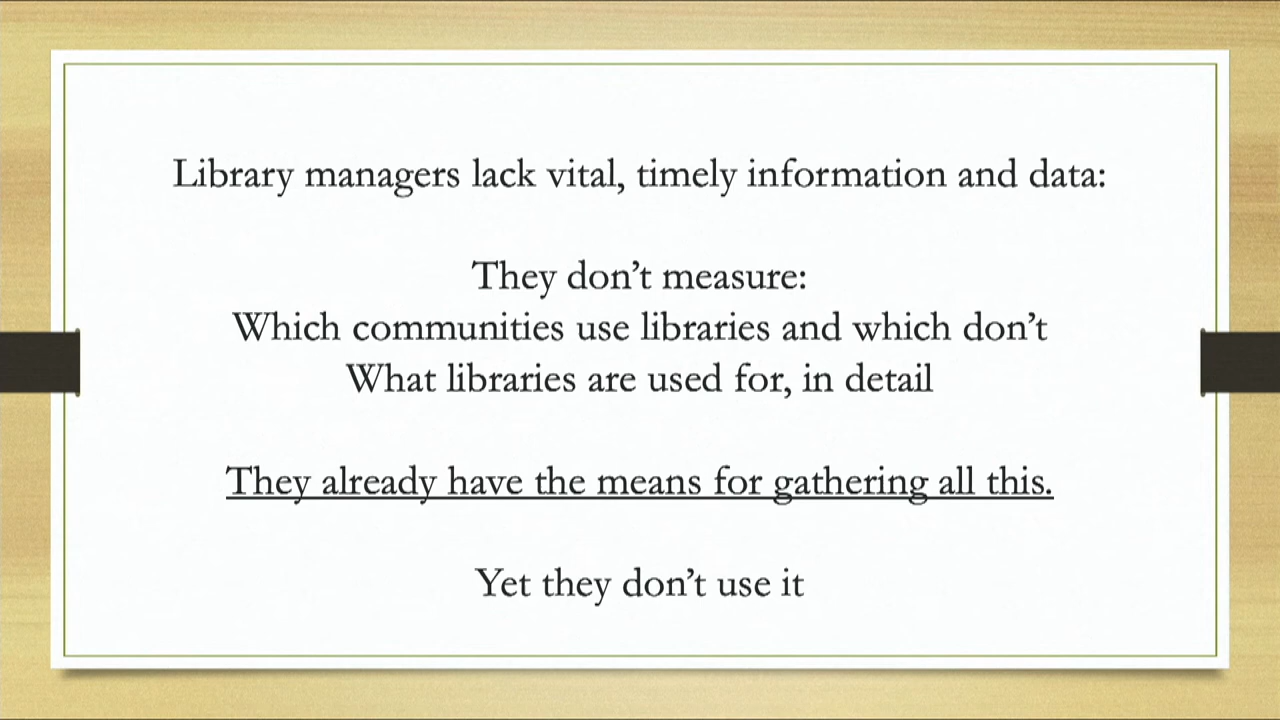 Library managers lack vital, timely information and data:
They don’t measure:
Which communities use libraries and which don’t
What libraries are used for, in detail
They already have the means for gathering all this.
Yet they don’t use it